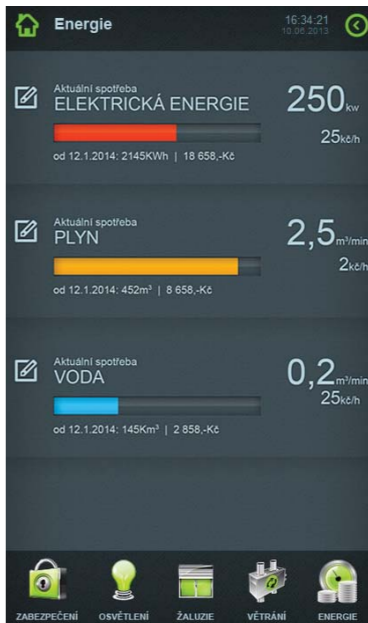 Energie
16:34:21
10.06.2013
Aktuální spotřeba
ELEKTRICKÁ ENERGIE
250kw
25kč/h
od 12.1.2014: 2145KWh | 18 658,-Kč
Aktuální spotřeba
PLYN
2,5m³/min
2kč/h
od 12.1.2014: 452m³ | 8 658,-Kč
Aktuální spotřeba
VODA
0,2m³/min
25kč/h
od 12.1.2014: 145Km³ | 2 858,-Kč
ZABEZPEČENÍ OSVĚTLENÍ ŽALUZIE VĚTRÁNÍ ENERGIE